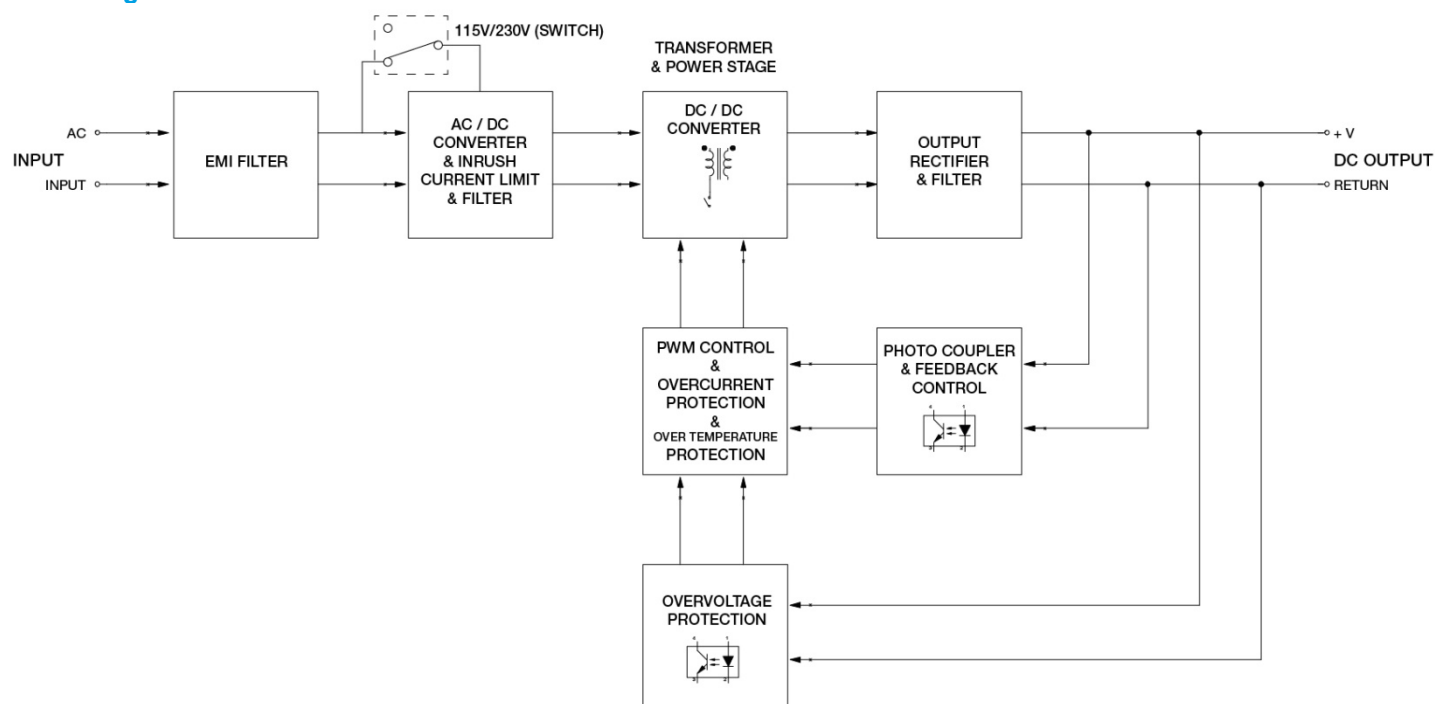 115V/230V (SWITCH)
TRANSFORMER
& POWER STAGE
AC
INPUT
INPUT
EMI FILTER
AC / DC
CONVERTER
& INRUSH
CURRENT LIMIT
& FILTER
DC / DC
CONVERTER
OUTPUT
RECTIFIER
& FILTER
+ V
DC OUTPUT
RETURN
PWM CONTROL
&
OVERCURRENT
PROTECTION
&
OVER TEMPERATURE
PROTECTION
PHOTO COUPLER
& FEEDBACK
CONTROL
OVERVOLTAGE
PROTECTION